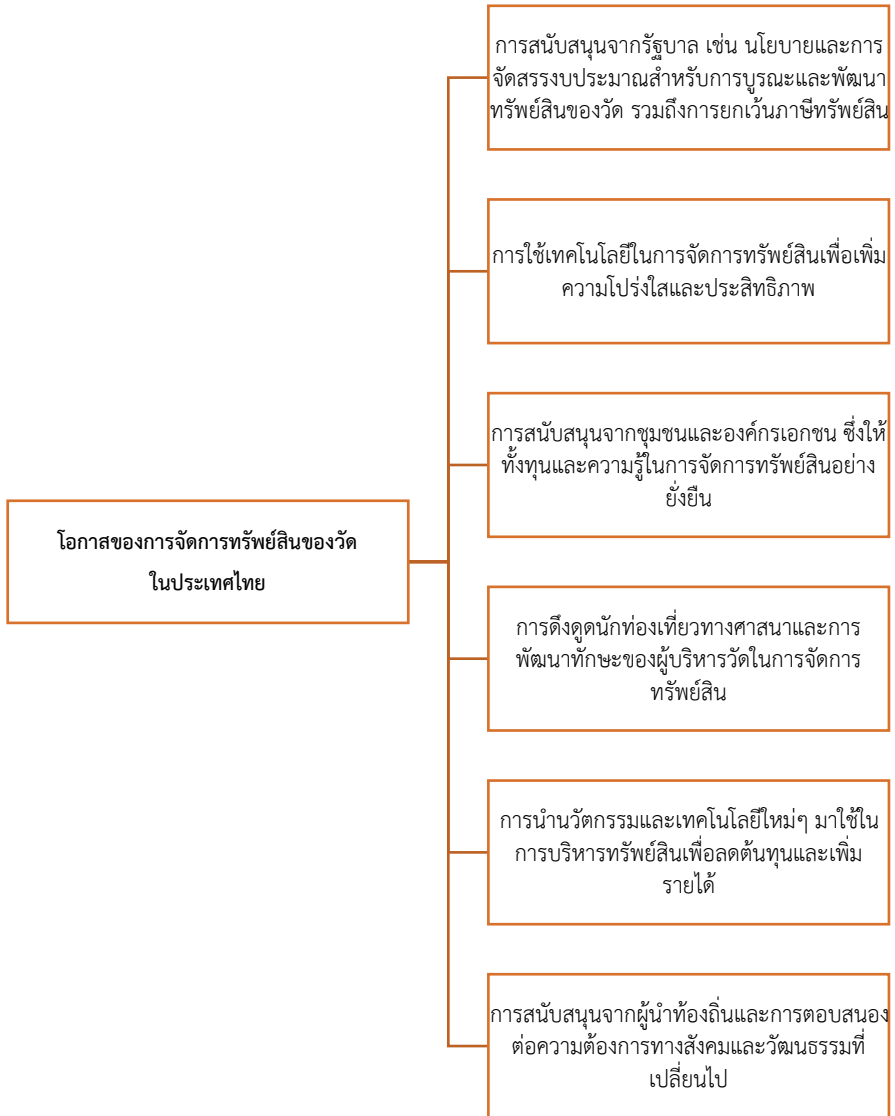 โอกาสของการจัดการทรัพย์สินของวัด
ในประเทศไทย
การสนับสนุนจากรัฐบาล เช่น นโยบายและการ
จัดสรรงบประมาณสำหรับการบูรณะและพัฒนา
ทรัพย์สินของวัด รวมถึงการยกเว้นภาษีทรัพย์สิน
การใช้เทคโนโลยีในการจัดการทรัพย์สินเพื่อเพิ่ม
ความโปร่งใสและประสิทธิภาพ
การสนับสนุนจากชุมชนและองค์กรเอกชน ซึ่งให้
ทั้งทุนและความรู้ในการจัดการทรัพย์สินอย่าง
ยั่งยืน
การดึงดูดนักท่องเที่ยวทางศาสนาและการ
พัฒนาทักษะของผู้บริหารวัดในการจัดการ
ทรัพย์สิน
การนำนวัตกรรมและเทคโนโลยีใหม่ๆ มาใช้ใน
การบริหารทรัพย์สินเพื่อลดต้นทุนและเพิ่ม
รายได้
การสนับสนุนจากผู้นำท้องถิ่นและการตอบสนอง
ต่อความต้องการทางสังคมและวัฒนธรรมที่
เปลี่ยนไป